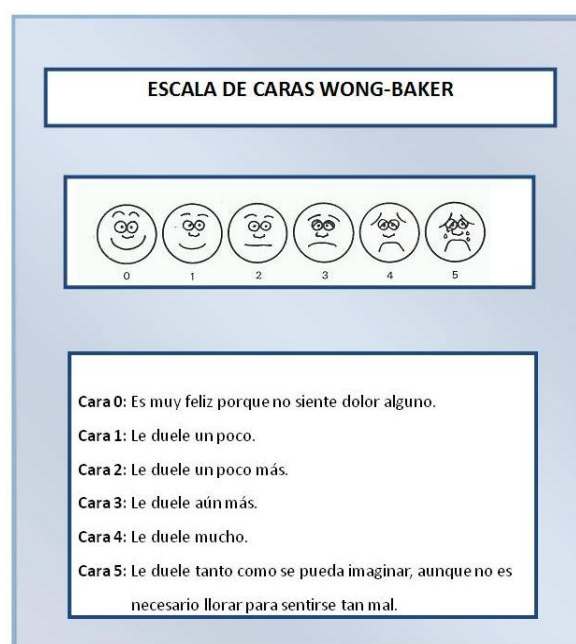 ESCALA DE CARAS WONG-BAKER
0 1 2 3 4 5
Cara 0: Es muy feliz porque no siente dolor alguno.
Cara 1: Le duele un poco.
Cara 2: Le duele un poco más.
Cara 3: Le duele aún más.
Cara 4: Le duele mucho.
Cara 5: Le duele tanto como se pueda imaginar, aunque no es
necesario llorar para sentirse tan mal.